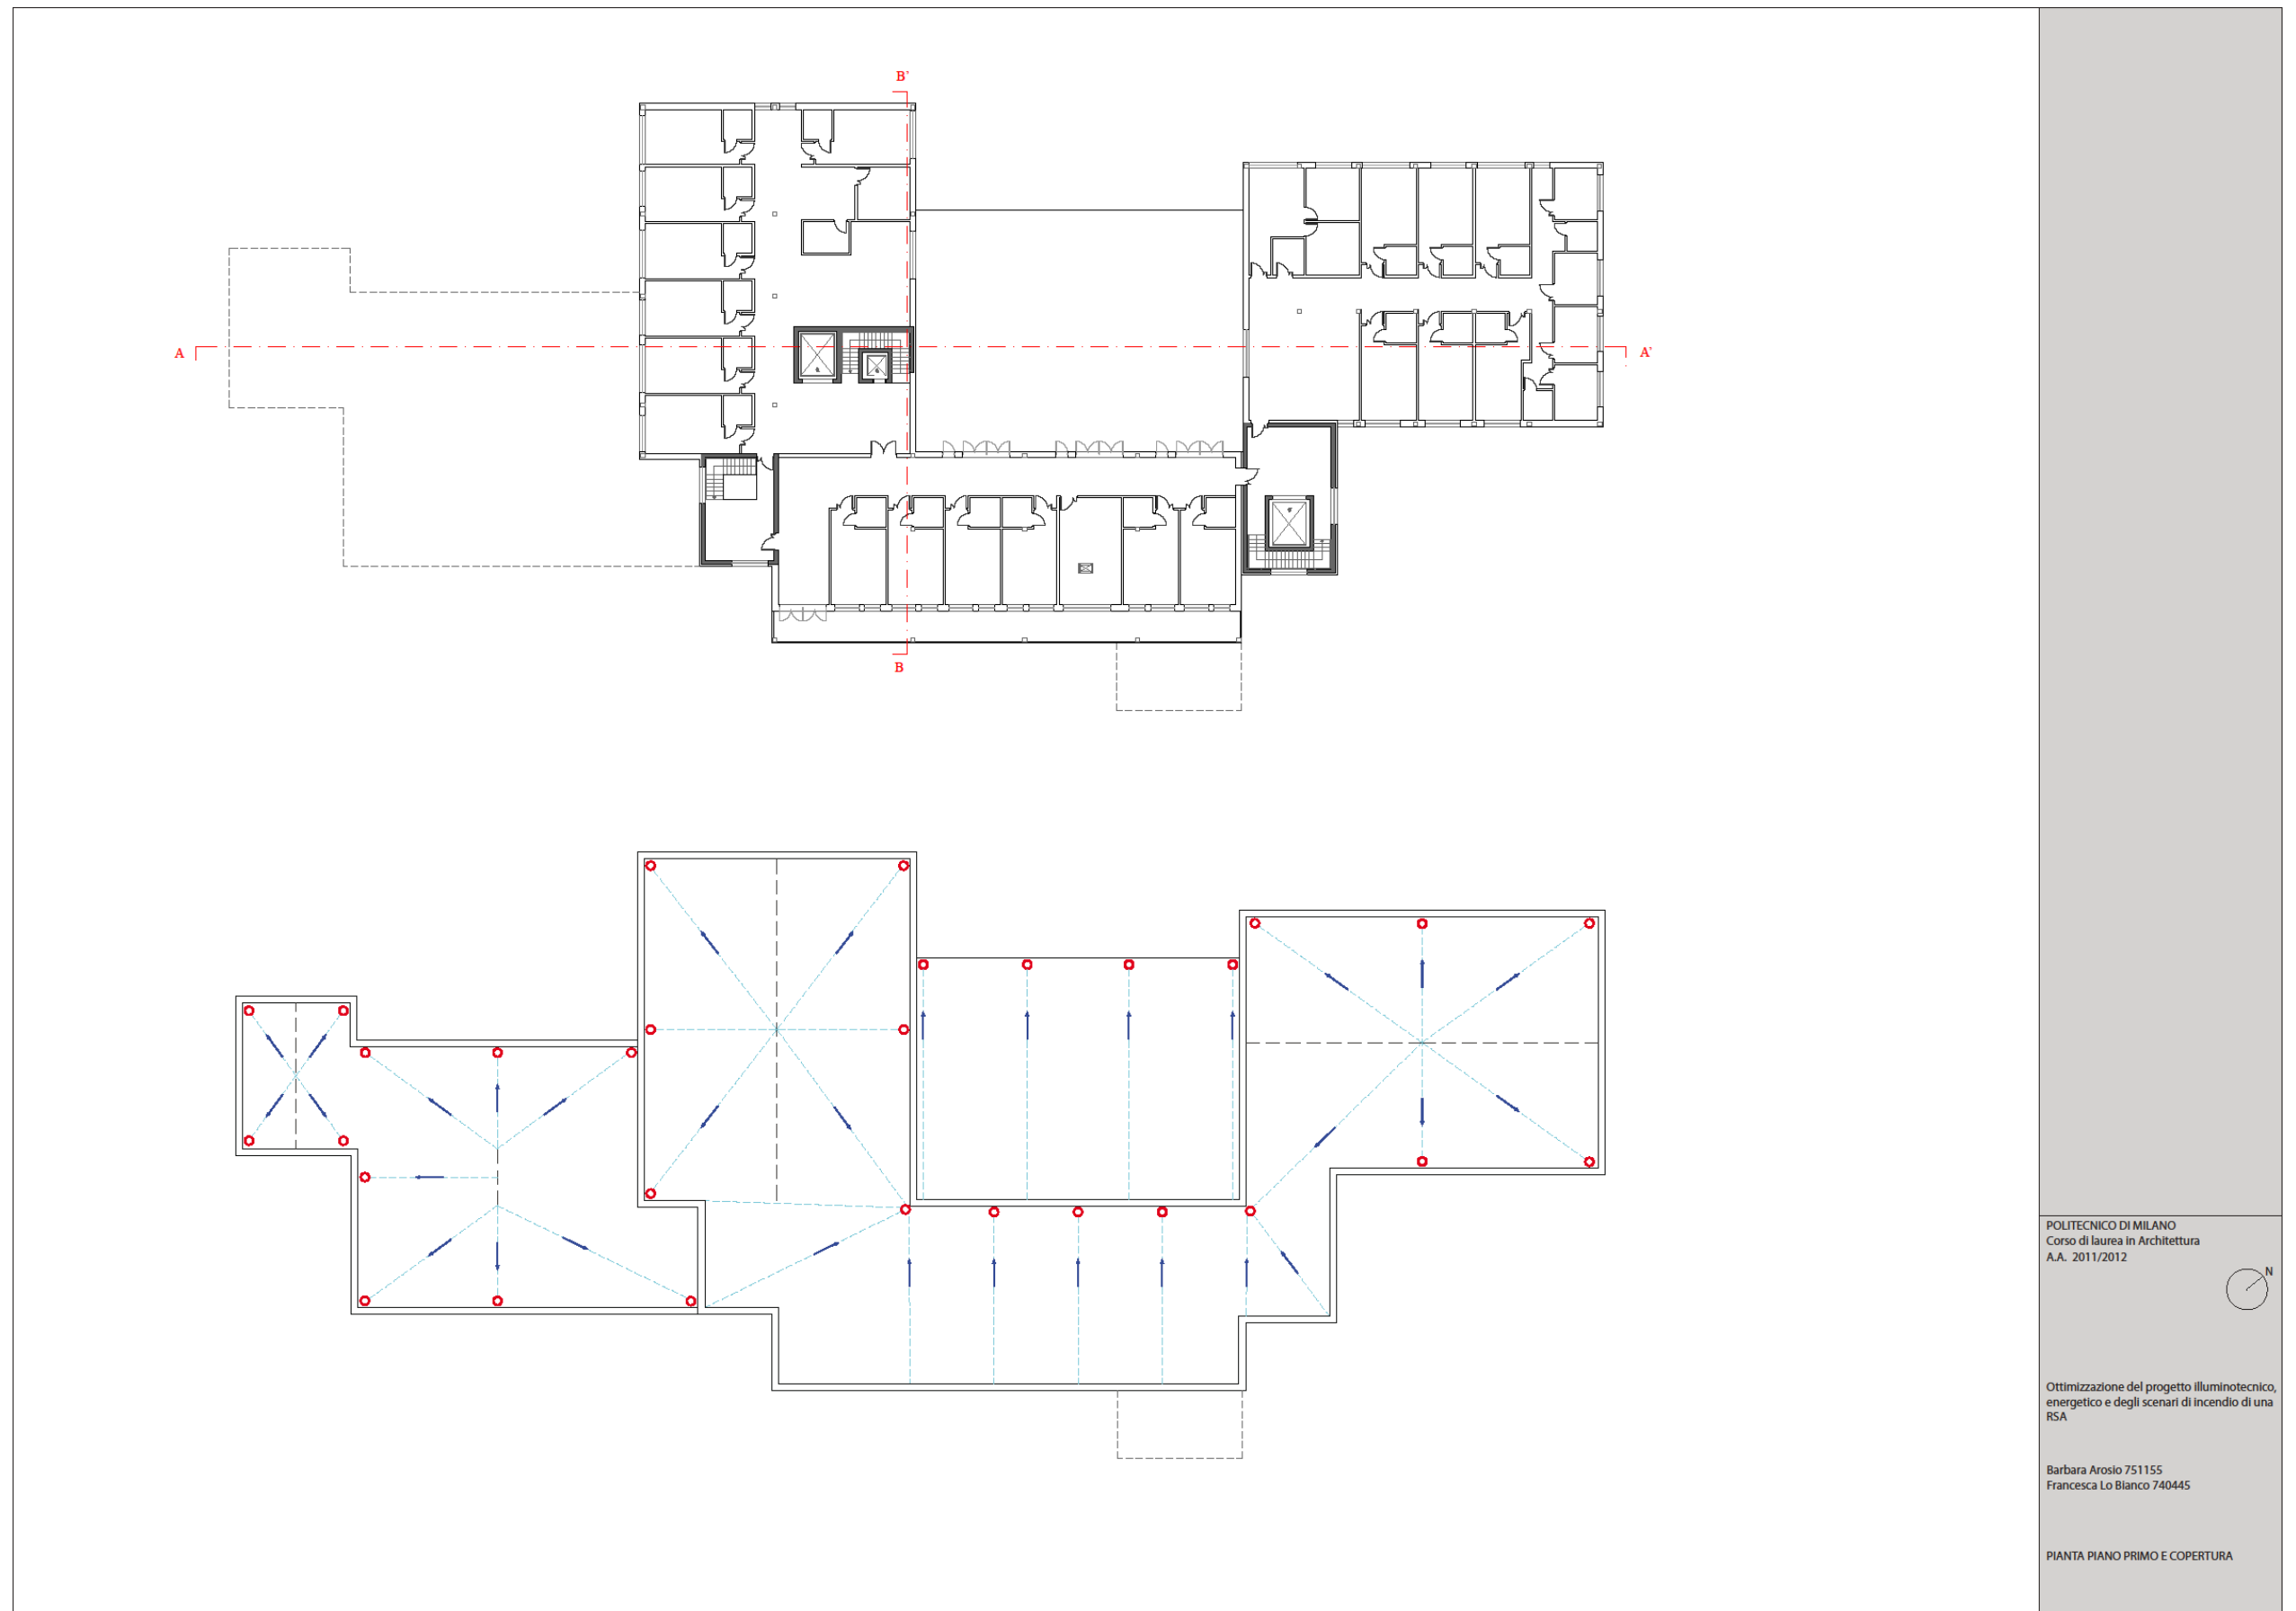 B'
A
A'
B
POLITECNICO DI MILANO
Corso di laurea in Architettura
A.A. 2011/2012
N
Ottimizzazione del progetto illuminotecnico,
energetico e degli scenari di incendio di una
RSA
Barbara Arosio 751155
Francesca Lo Bianco 740445
PIANTA PIANO PRIMO E COPERTURA